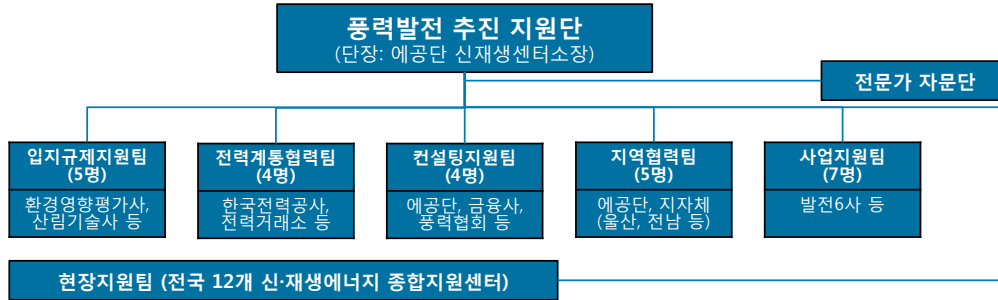 풍력발전 추진 지원단
(단장: 에공단 신재생센터소장)
전문가 자문단
입지규제지원팀
(5명)
환경영향평가사,
산림기술사 등
전력계통협력팀
(4명)
한국전력공사,
전력거래소 등
컨설팅지원팀
(4명)
에공단, 금융사,
풍력협회 등
지역협력팀
(5명)
에공단, 지자체
(울산, 전남 등)
사업지원팀
(7명)
발전6사 등
현장지원팀 (전국 12개 신·재생에너지 종합지원센터)